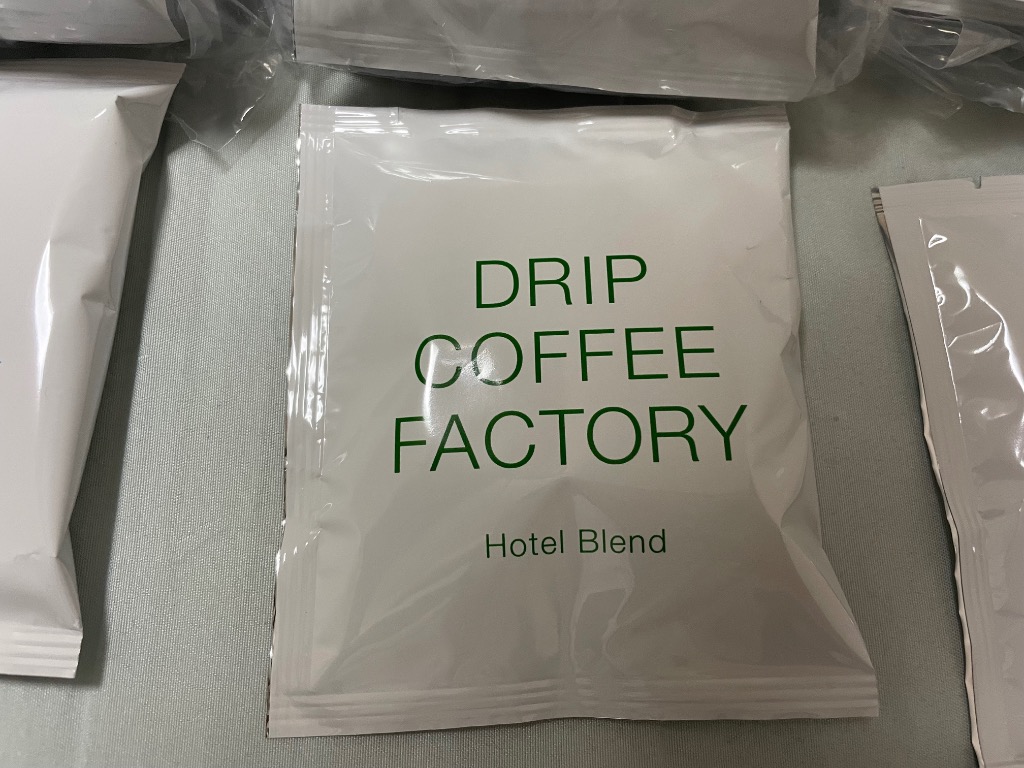 DRIP
COFFEE
FACTORY
Hotel Blend